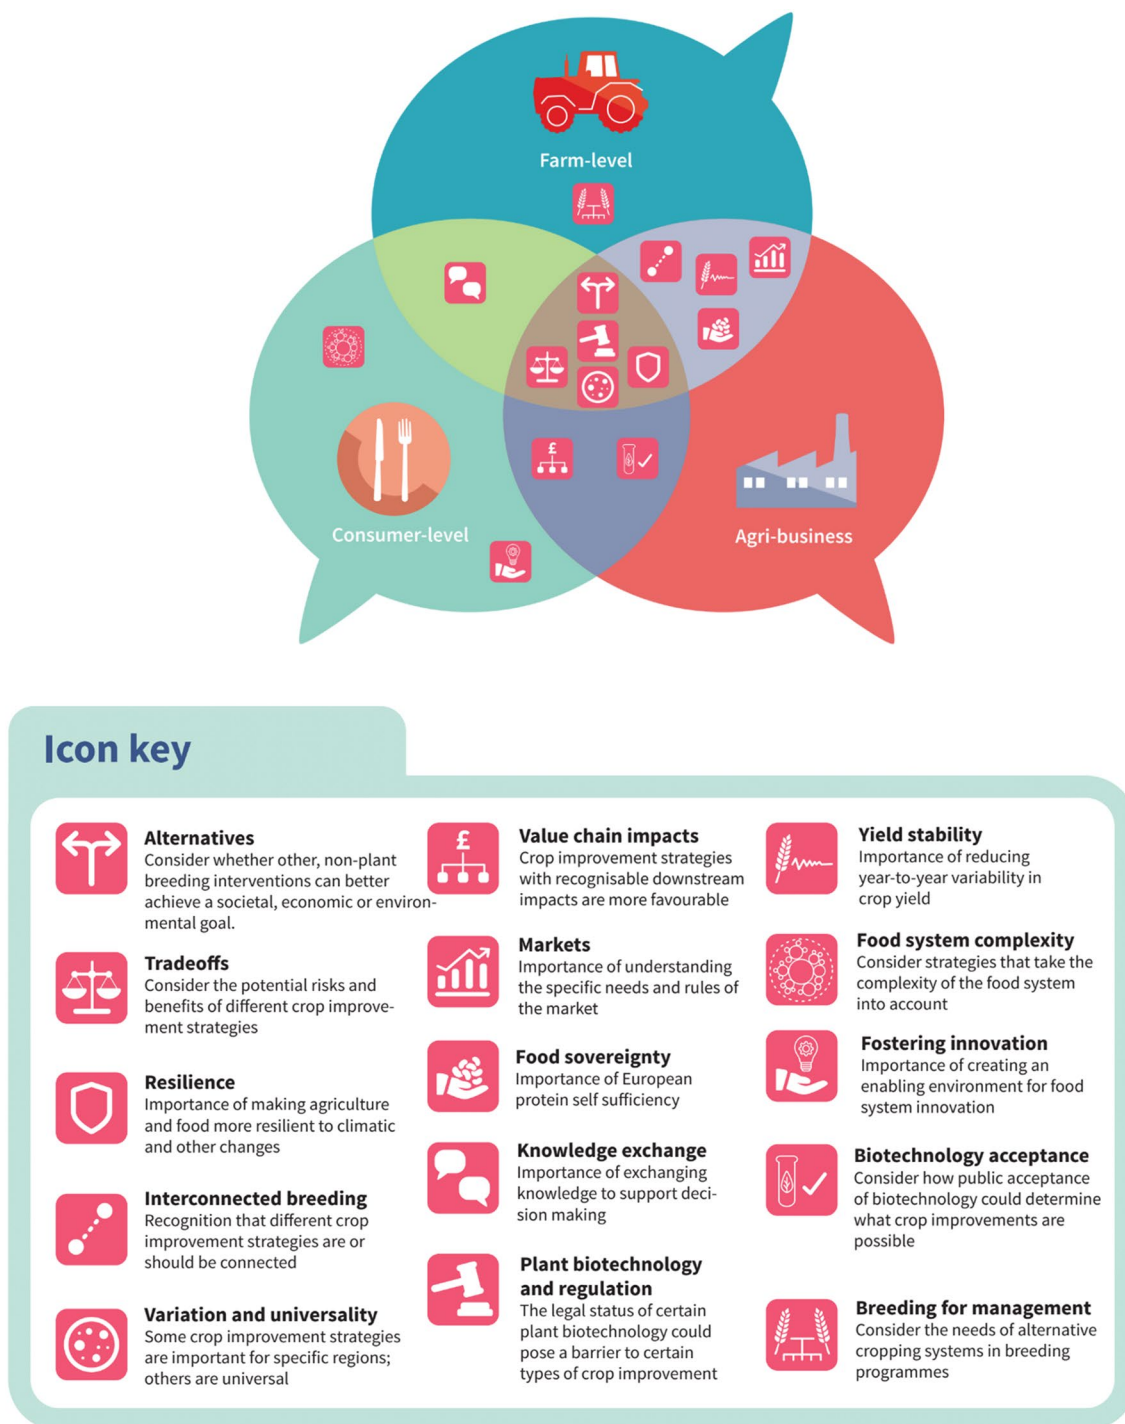 Farm-level
Consumer-level
Agri-business
£
Icon key
Alternatives
Consider whether other, non-plant
breeding interventions can better
achieve a societal, economic or environ-
mental goal.
Tradeoffs
Consider the potential risks and
benefits of different crop improve-
ment strategies
Resilience
Importance of making agriculture
and food more resilient to climatic
and other changes
Interconnected breeding
Recognition that different crop
improvement strategies are or
should be connected
Variation and universality
Some crop improvement strategies
are important for specific regions;
others are universal
£
Value chain impacts
Crop improvement strategies
with recognisable downstream
impacts are more favourable
Markets
Importance of understanding
the specific needs and rules of
the market
Food sovereignty
Importance of European
protein self sufficiency
Knowledge exchange
Importance of exchanging
knowledge to support deci-
sion making
Plant biotechnology
and regulation
The legal status of certain
plant biotechnology could
pose a barrier to certain
types of crop improvement
Yield stability
Importance of reducing
year-to-year variability in
crop yield
Food system complexity
Consider strategies that take the
complexity of the food system
into account
Fostering innovation
Importance of creating an
enabling environment for food
system innovation
Biotechnology acceptance
Consider how public acceptance
of biotechnology could determine
what crop improvements are
possible
Breeding for management
Consider the needs of alternative
cropping systems in breeding
programmes